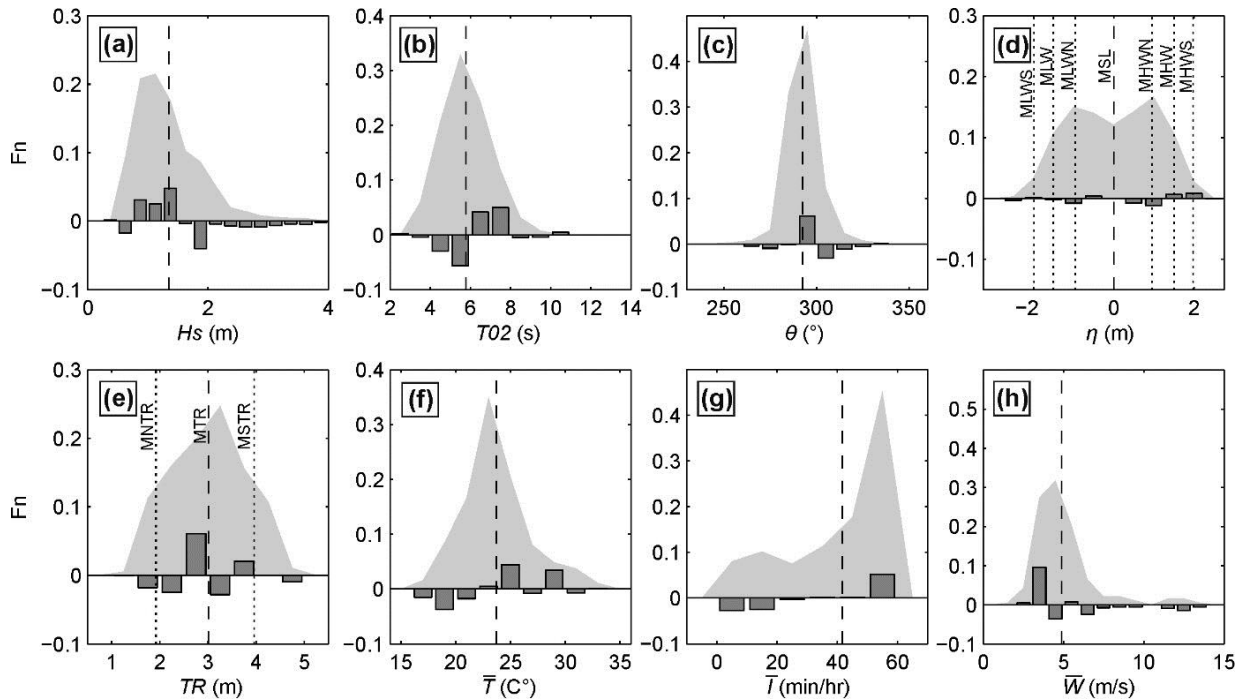 (a)
Fn
0.3
0.2
0.1
0
−0.1
0
2
4
Hs (m)
(b)
0.4
0.3
0.2
0.1
0
−0.1
2
4
6
8
10
12
14
T02 (s)
(c)
0.4
0.3
0.2
0.1
0
−0.1
250
300
350
θ (°)
(d)
0.3
0.2
0.1
0
−0.1
MLWS
MLW
MLWN
MSL
MHWN
MHW
MHWS
−2
−1
0
1
2
η (m)
(e)
Fn
0.3
0.2
0.1
0
−0.1
MNTR
MTR
MSTR
1
2
3
4
5
TR (m)
(f)
0.4
0.3
0.2
0.1
0
−0.1
15
20
25
30
35
T̅ (C°)
(g)
0.4
0.3
0.2
0.1
0
−0.1
0
20
40
60
I̅ (min/hr)
(h)
0.5
0.4
0.3
0.2
0.1
0
−0.1
0
5
10
15
W̅ (m/s)